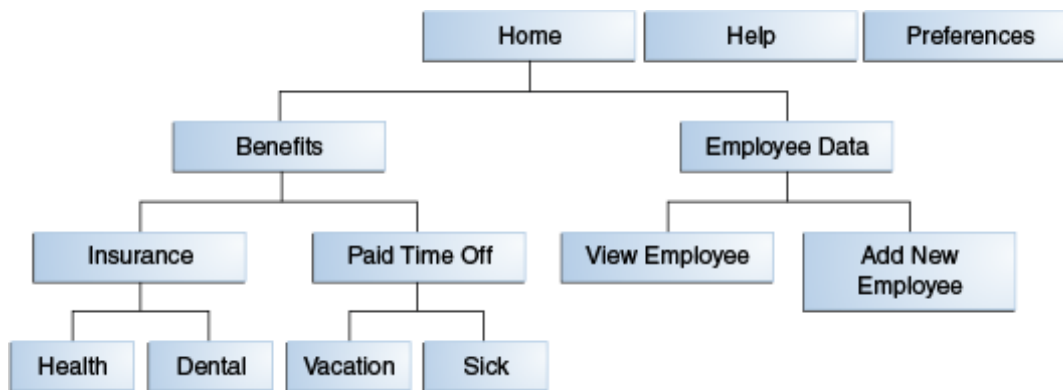 Home
Help
Preferences
Benefits
Employee Data
Insurance
Paid Time Off
View Employee
Add New
Employee
Health
Dental
Vacation
Sick